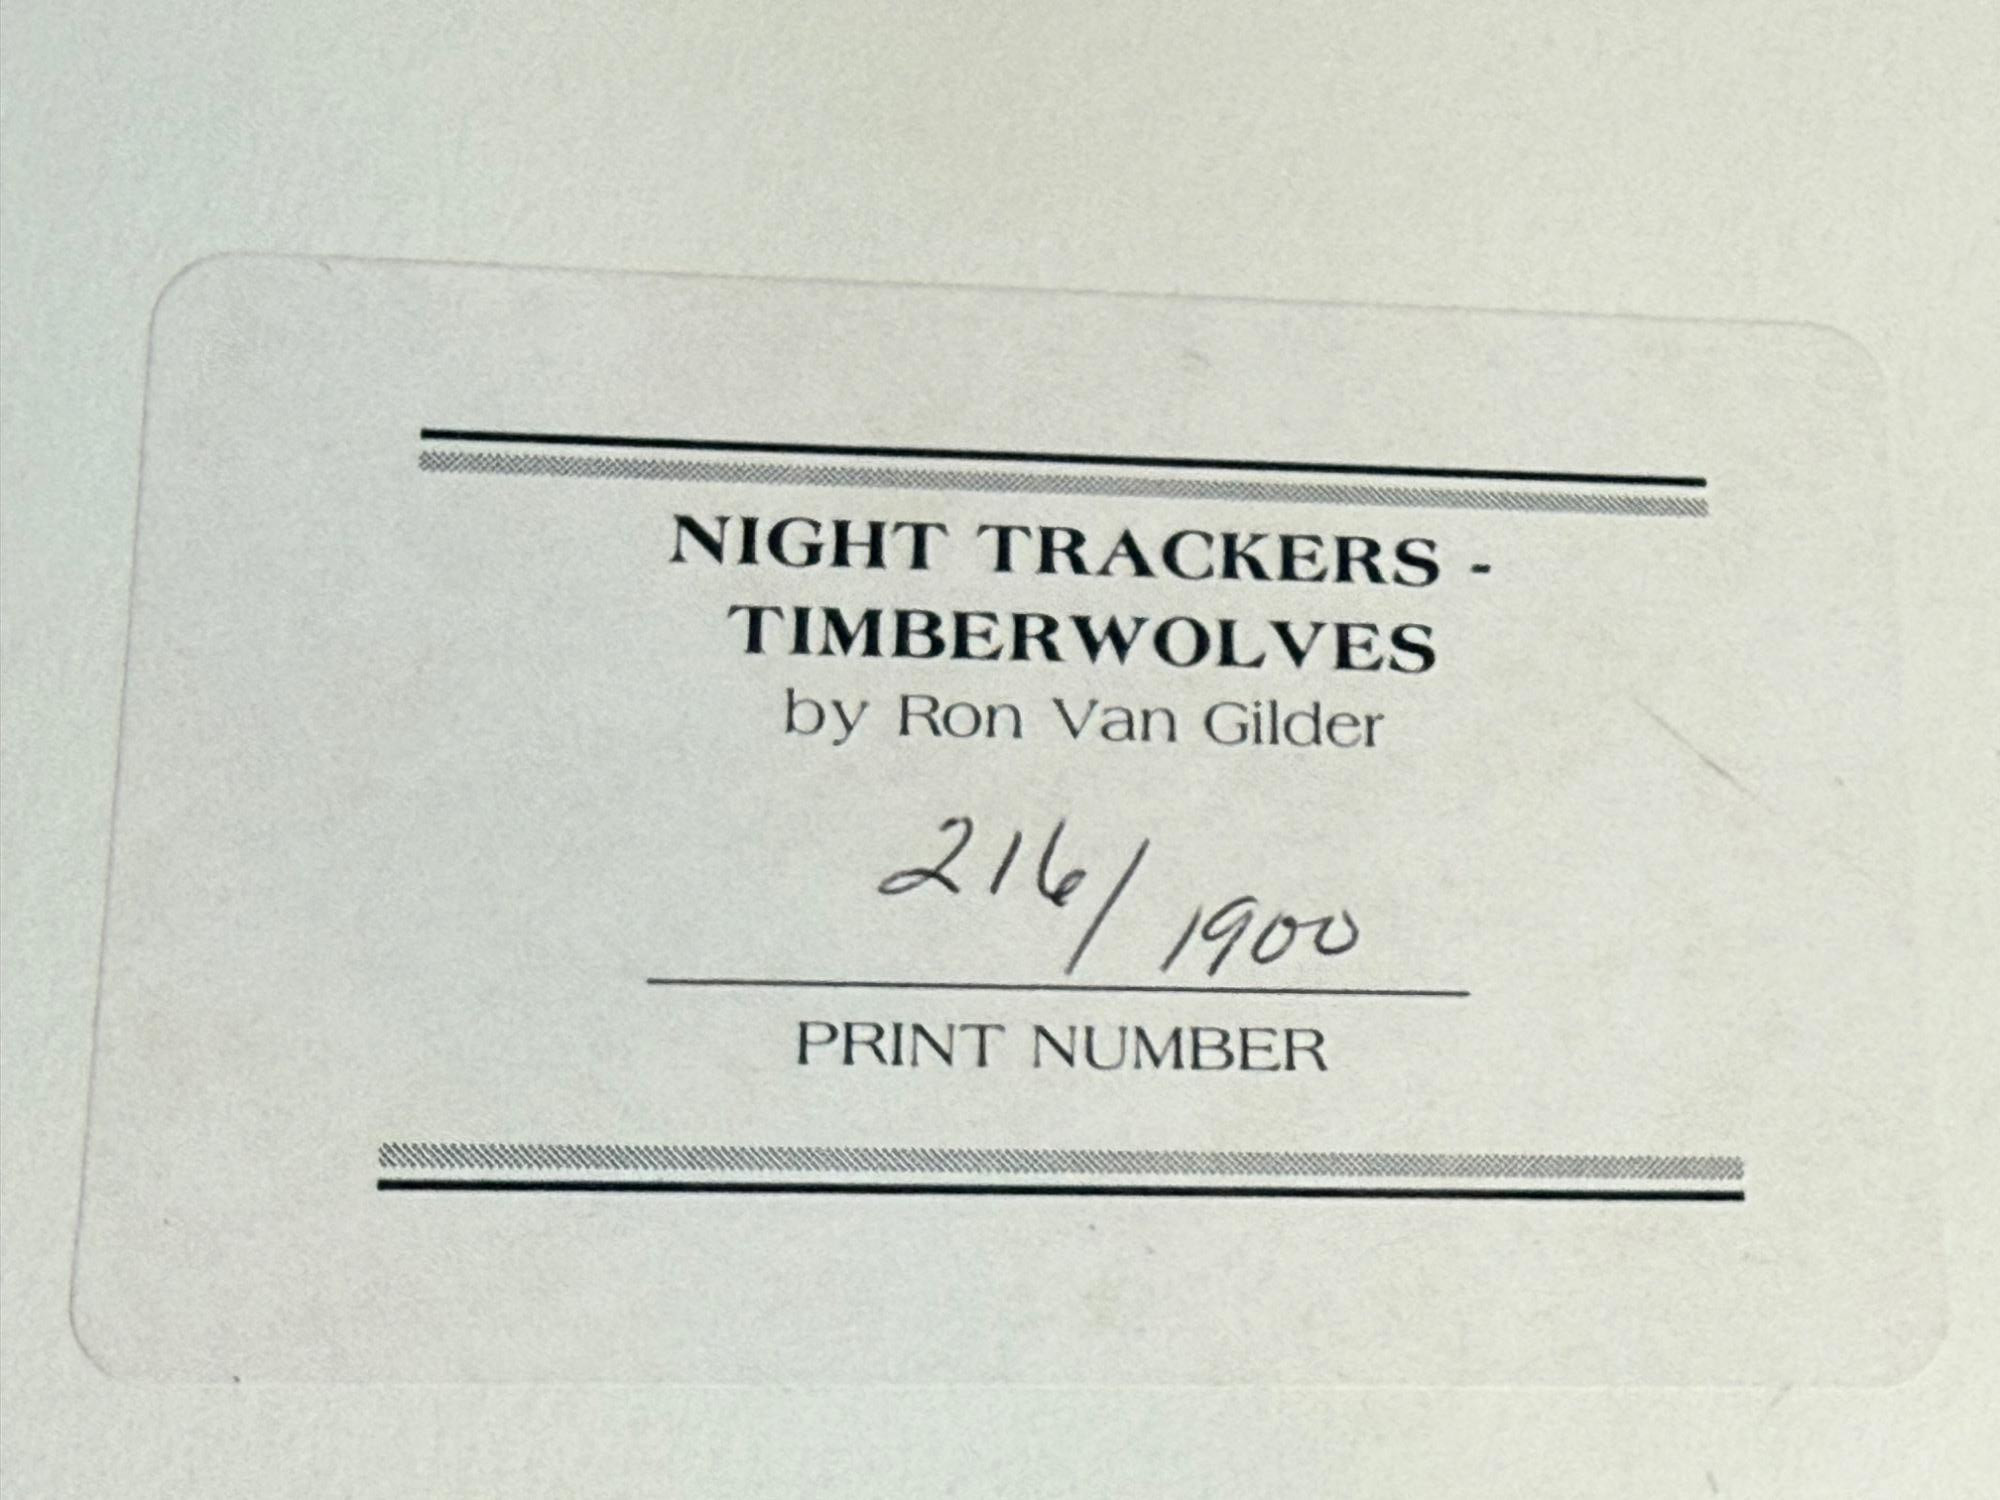 NIGHT TRACKERS -
TIMBERWOLVES
by Ron Van Gilder
216/1900
PRINT NUMBER